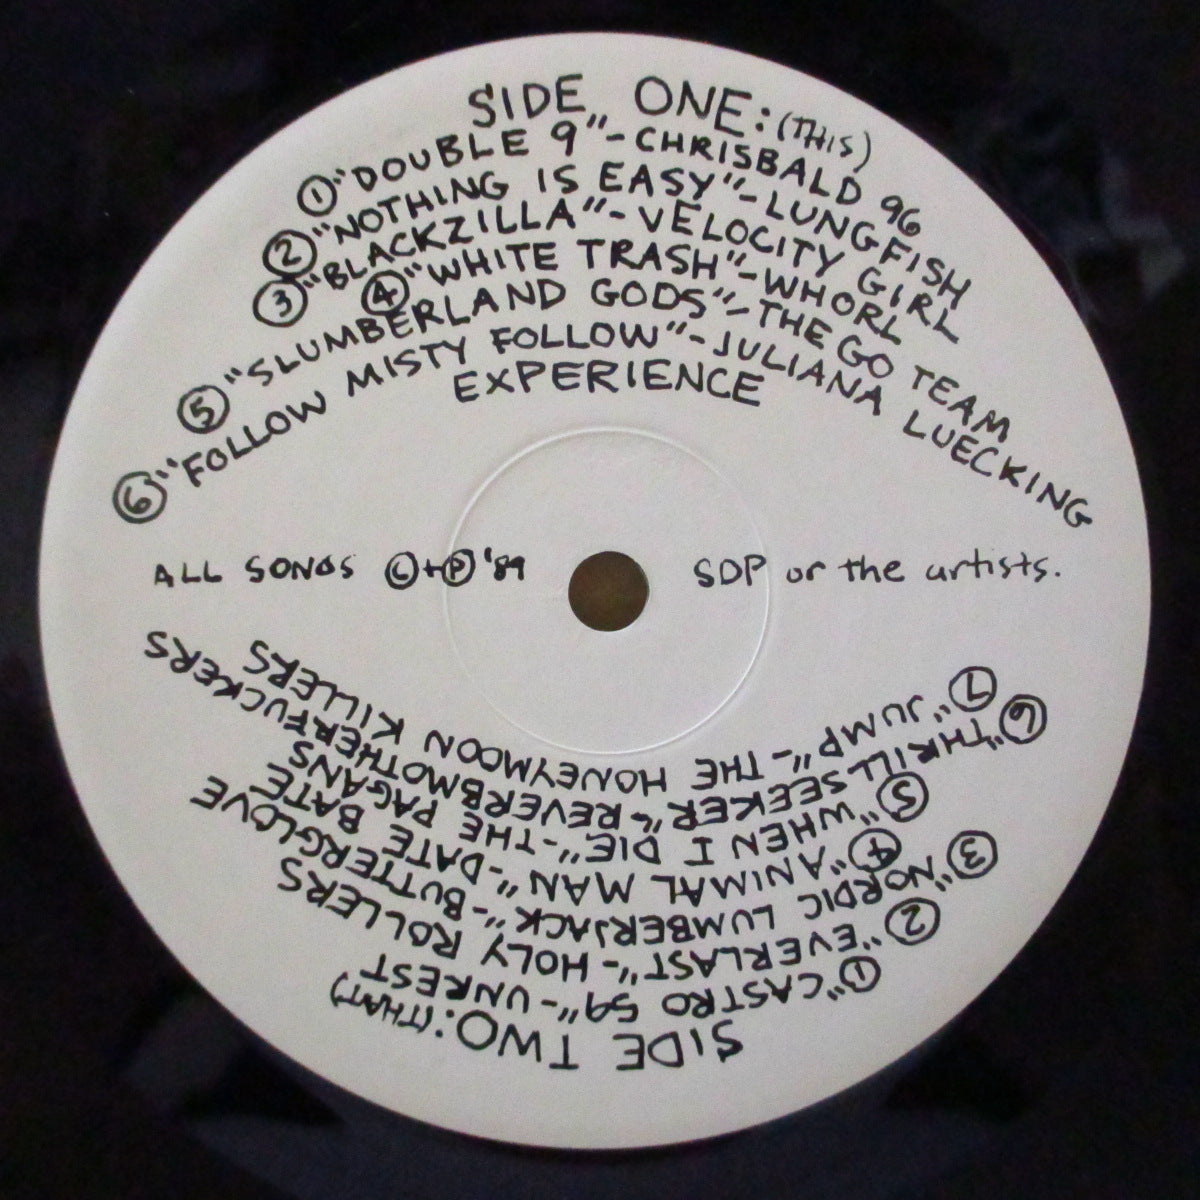 SIDE ONE: (THIS)
① "DOUBLE 9" - CHRISBALD 96
② "NOTHING IS EASY" - LUNGFISH
③ "BLACKZILLA" - VELOCITY GIRL
④ "WHITE TRASH" - WHORL
⑤ "SLUMBERLAND GODS" - THE GO TEAM
⑥ "FOLLOW MISTY FOLLOW" - JULIANA LUECKING
EXPERIENCE
ALL SONGS Ⓒ+Ⓟ '89 SDP or the artists.
SIDE TWO: (THAT)
① "CASTRO 59" - UNREST
② "EVERLAST" - HOLY ROLLERS
③ "NORDIC LUMBERJACK" - BUTTERGLOVE
④ "ANIMAL MAN" - DATE BATE
⑤ "WHEN I DIE" - THE PAGANS
⑥ "THRILLSEEKER" - REVERBMOTHERFUCKERS
⑦ "JUMP" - THE HONEYMOON KILLERS